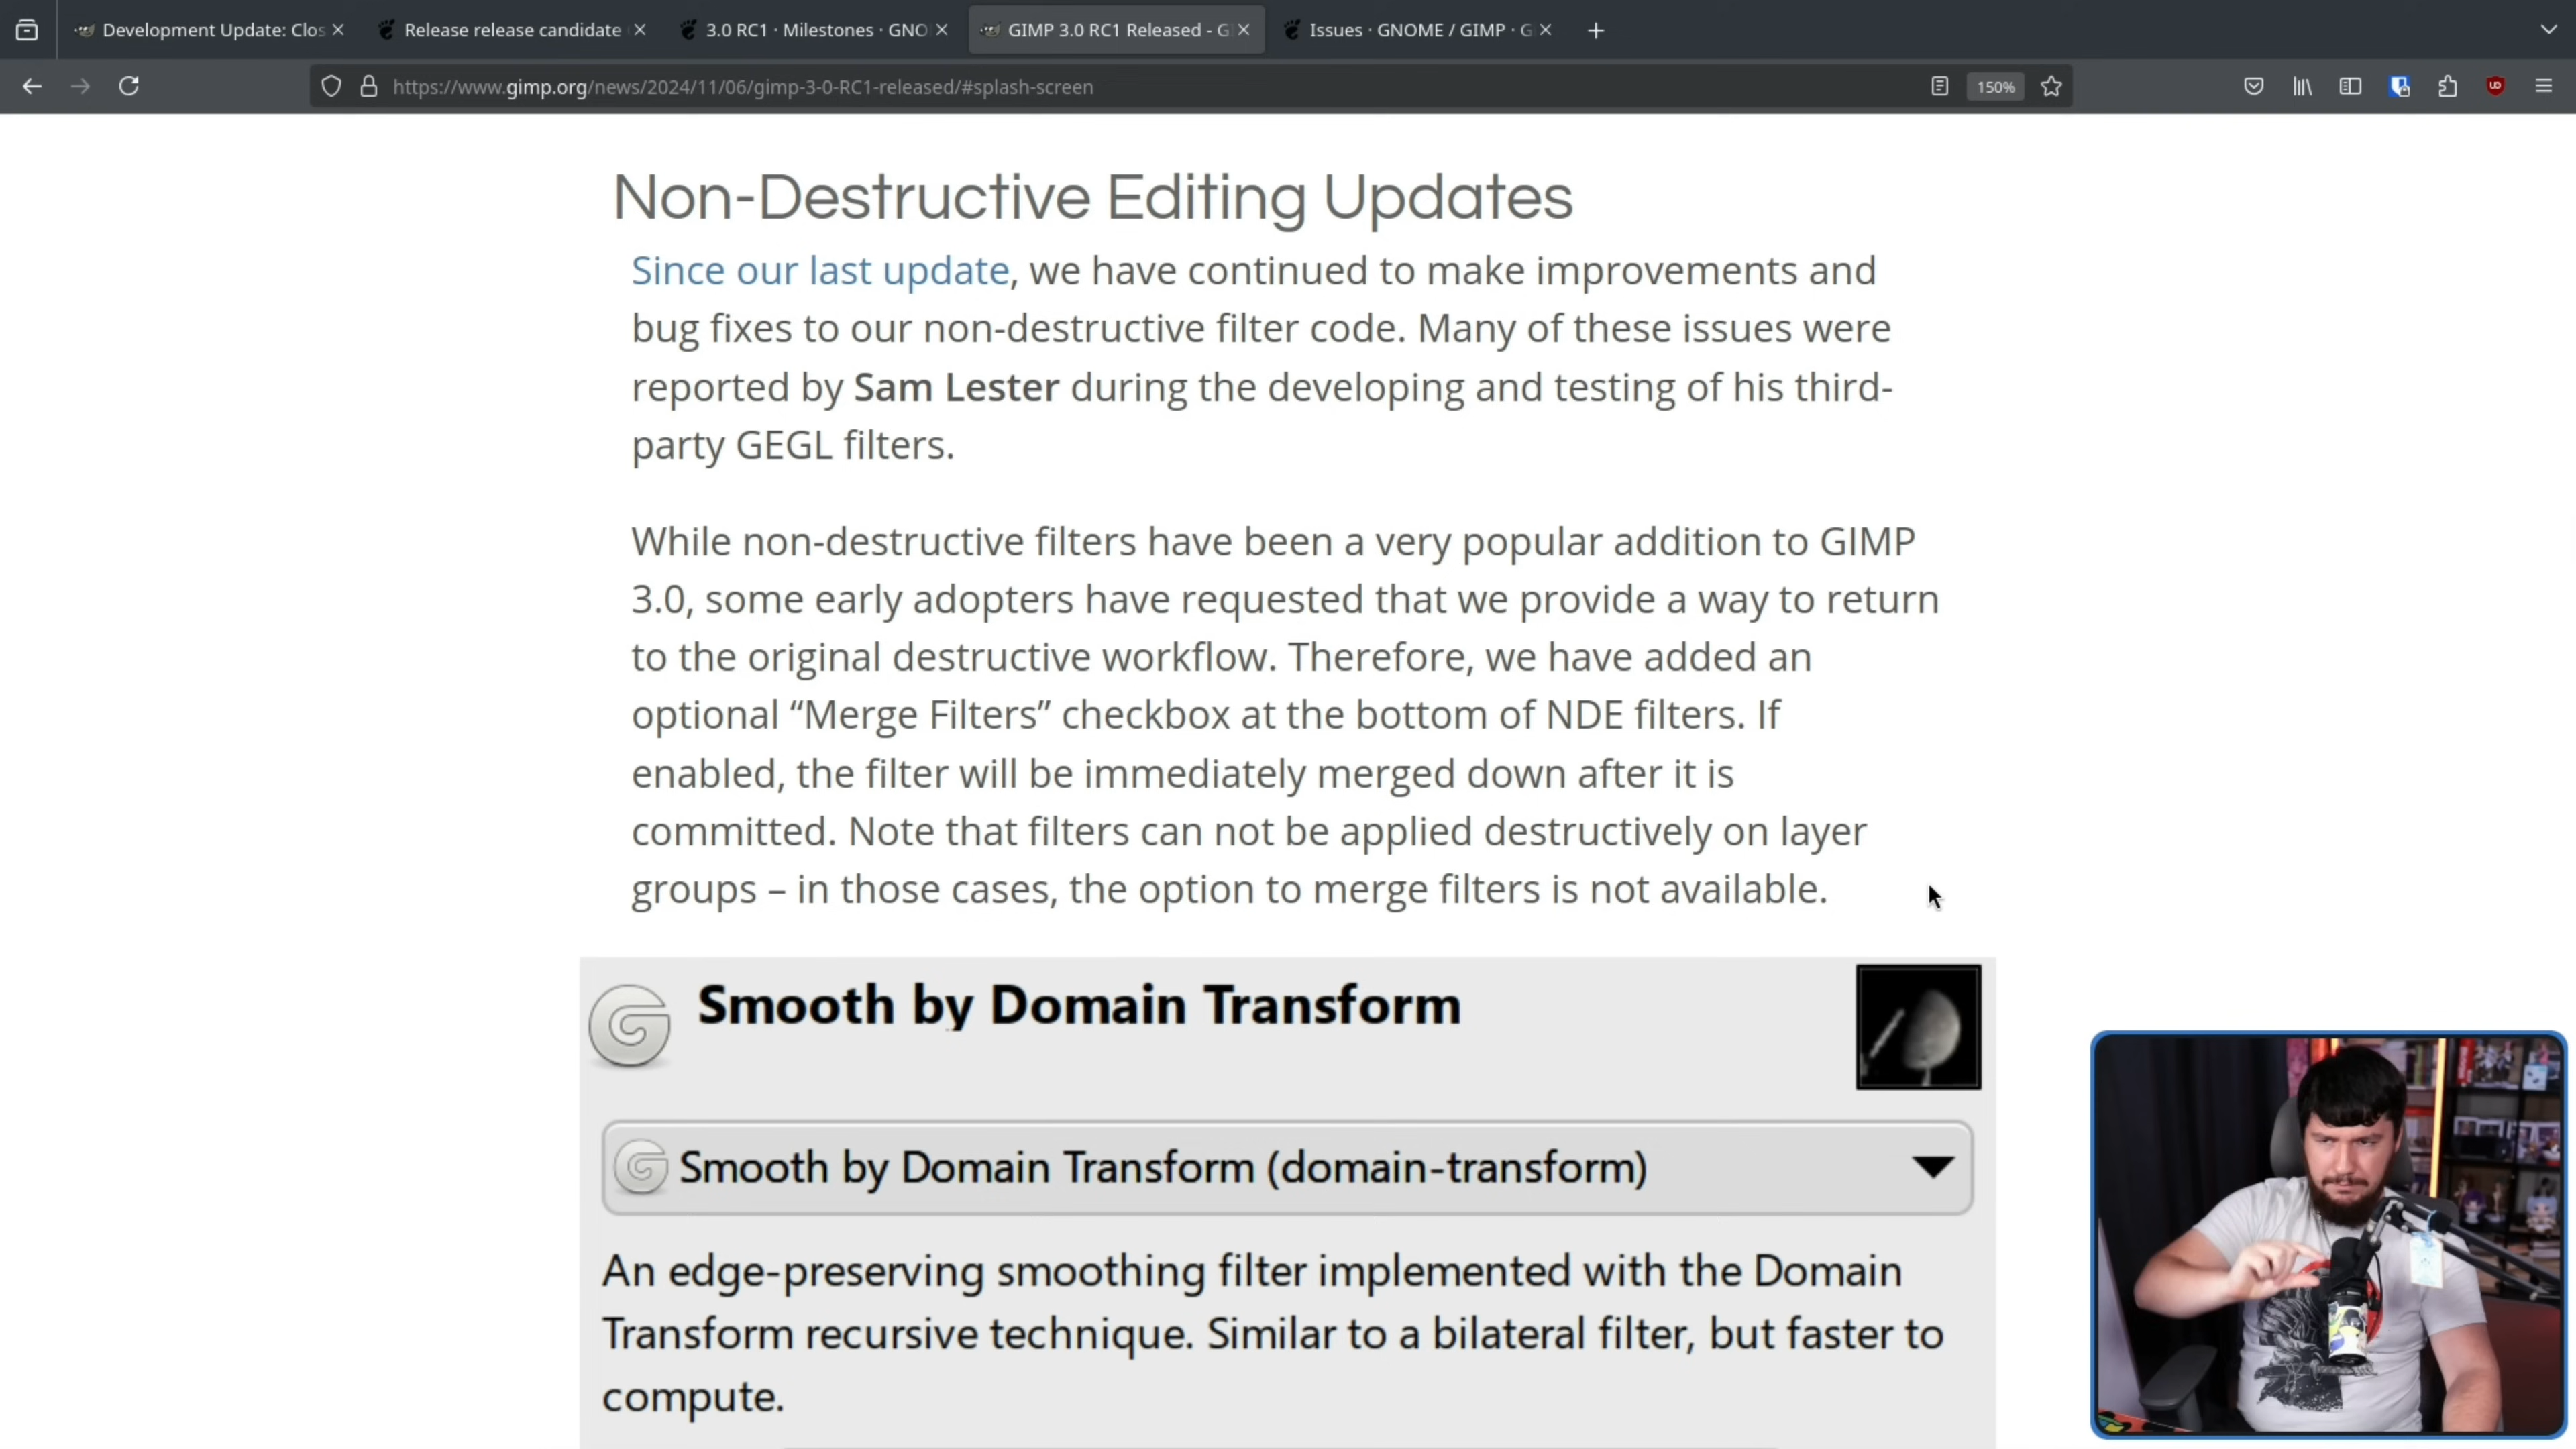 Development Update: Clos
Release release candidate
3.0 RC1 · Milestones · GNO
GIMP 3.0 RC1 Released - G
Issues · GNOME / GIMP · G
https://www.gimp.org/news/2024/11/06/gimp-3-0-RC1-released/#splash-screen
150%
Non-Destructive Editing Updates
Since our last update, we have continued to make improvements and
bug fixes to our non-destructive filter code. Many of these issues were
reported by Sam Lester during the developing and testing of his third-
party GEGL filters.
While non-destructive filters have been a very popular addition to GIMP
3.0, some early adopters have requested that we provide a way to return
to the original destructive workflow. Therefore, we have added an
optional “Merge Filters” checkbox at the bottom of NDE filters. If
enabled, the filter will be immediately merged down after it is
committed. Note that filters can not be applied destructively on layer
groups – in those cases, the option to merge filters is not available.
Smooth by Domain Transform
Smooth by Domain Transform (domain-transform)
An edge-preserving smoothing filter implemented with the Domain
Transform recursive technique. Similar to a bilateral filter, but faster to
compute.